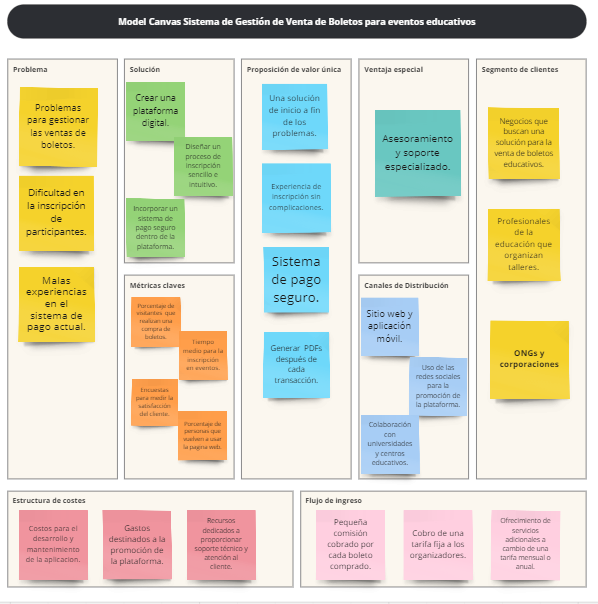 Model Canvas Sistema de Gestión de Venta de Boletos para eventos educativos
Problema
Problemas
para gestionar
las ventas de
boletos.
Dificultad en
la inscripción
de
participantes.
Malas
experiencias
en el
sistema de
pago actual.
Solución
Crear una
plataforma
digital.
Diseñar un
proceso de
inscripción
sencillo e
intuitivo.
Incorporar un
sistema de
pago seguro
dentro de la
plataforma.
Métricas claves
Porcentaje de
visitantes que
realizan una
compra de
boletos.
Tiempo
medio para la
inscripción
en eventos.
Encuestas
para medir la
satisfacción
del cliente.
Porcentaje de
personas que
vuelven a usar
la pagina web.
Proposición de valor única
Una solución
de inicio a fin
de los
problemas.
Experiencia de
inscripción sin
complicaciones.
Sistema
de pago
seguro.
Generar PDFs
después de
cada
transacción.
Ventaja especial
Asesoramiento
y soporte
especializado.
Canales de Distribución
Sitio web y
aplicación
móvil.
Uso de las
redes sociales
para la
promoción de
la plataforma.
Colaboración
con
universidades
y centros
educativos.
Segmento de clientes
Negocios que
buscan una
solución para la
venta de boletos
educativos.
Profesionales
de la
educación que
organizan
talleres.
ONGs y
corporaciones
Estructura de costes
Costos para el
desarrollo y
mantenimiento
de la aplicacion.
Gastos
destinados a la
promoción de
la plataforma.
Recursos
dedicados a
proporcionar
soporte técnico y
atención al
cliente.
Flujo de ingreso
Pequeña
comisión
cobrado por
cada boleto
comprado.
Cobro de una
tarifa fija a los
organizadores.
Ofrecimiento de
servicios
adicionales a
cambio de una
tarifa mensual o
anual.